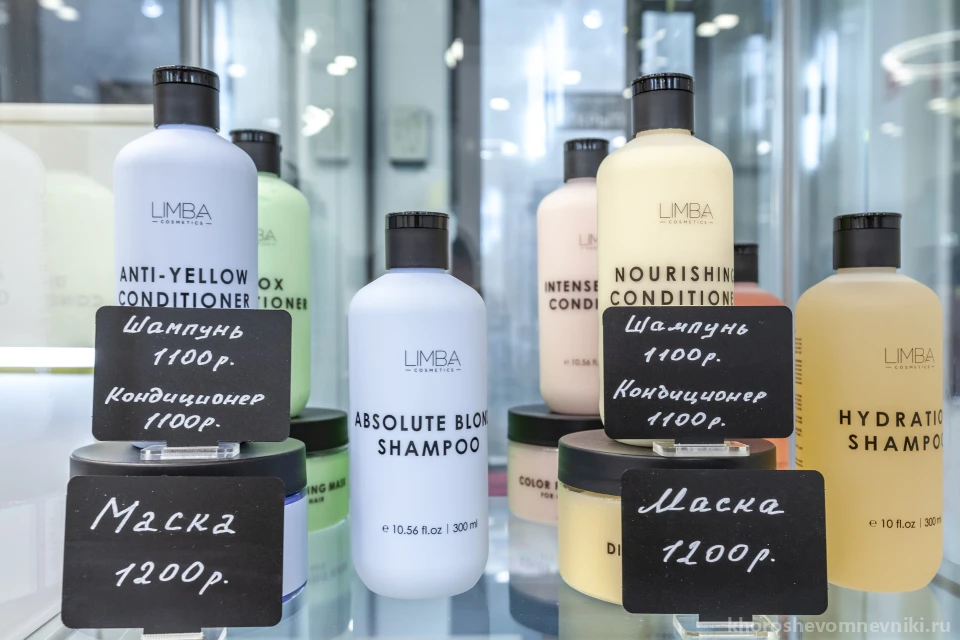 LIMBA
COSMETICS
ANTI-YELLOW
CONDITIONER
Шампунь
1100р.
Кондиционер
1100р.
Маска
1200р.
LIMBA
COSMETICS
ABSOLUTE
SHAMPOO
℮ 10.56 fl.oz | 300 ml
COLOR
LIMBA
COSMETICS
NOURISHING
CONDITIONE
Шампунь
1100р.
Кондиционер
1100р.
Маска
1200р.
LIMBA
COSMETICS
HYDRATIO
SHAMPOO
℮ 10 fl.oz | 300 m
khoroshevomnevniki.ru